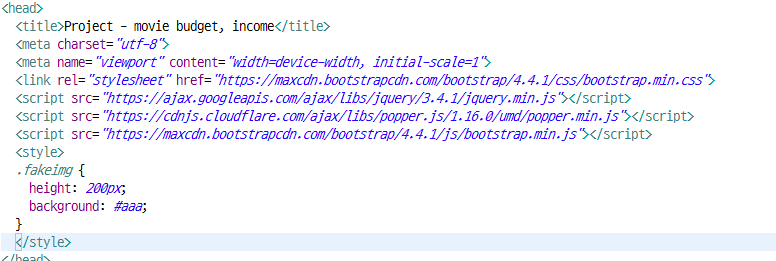 <head>
<title>Project - movie budget, income</title>
<meta charset="utf-8">
<meta name="viewport" content="width=device-width, initial-scale=1">
<link rel="stylesheet" href="https://maxcdn.bootstrapcdn.com/bootstrap/4.4.1/css/bootstrap.min.css">
<script src="https://ajax.googleapis.com/ajax/libs/jquery/3.4.1/jquery.min.js"></script>
<script src="https://cdnjs.cloudflare.com/ajax/libs/popper.js/1.16.0/umd/popper.min.js"></script>
<script src="https://maxcdn.bootstrapcdn.com/bootstrap/4.4.1/js/bootstrap.min.js"></script>
<style>
.fakeimg {
height: 200px;
background: #aaa;
}
</style>
</head>